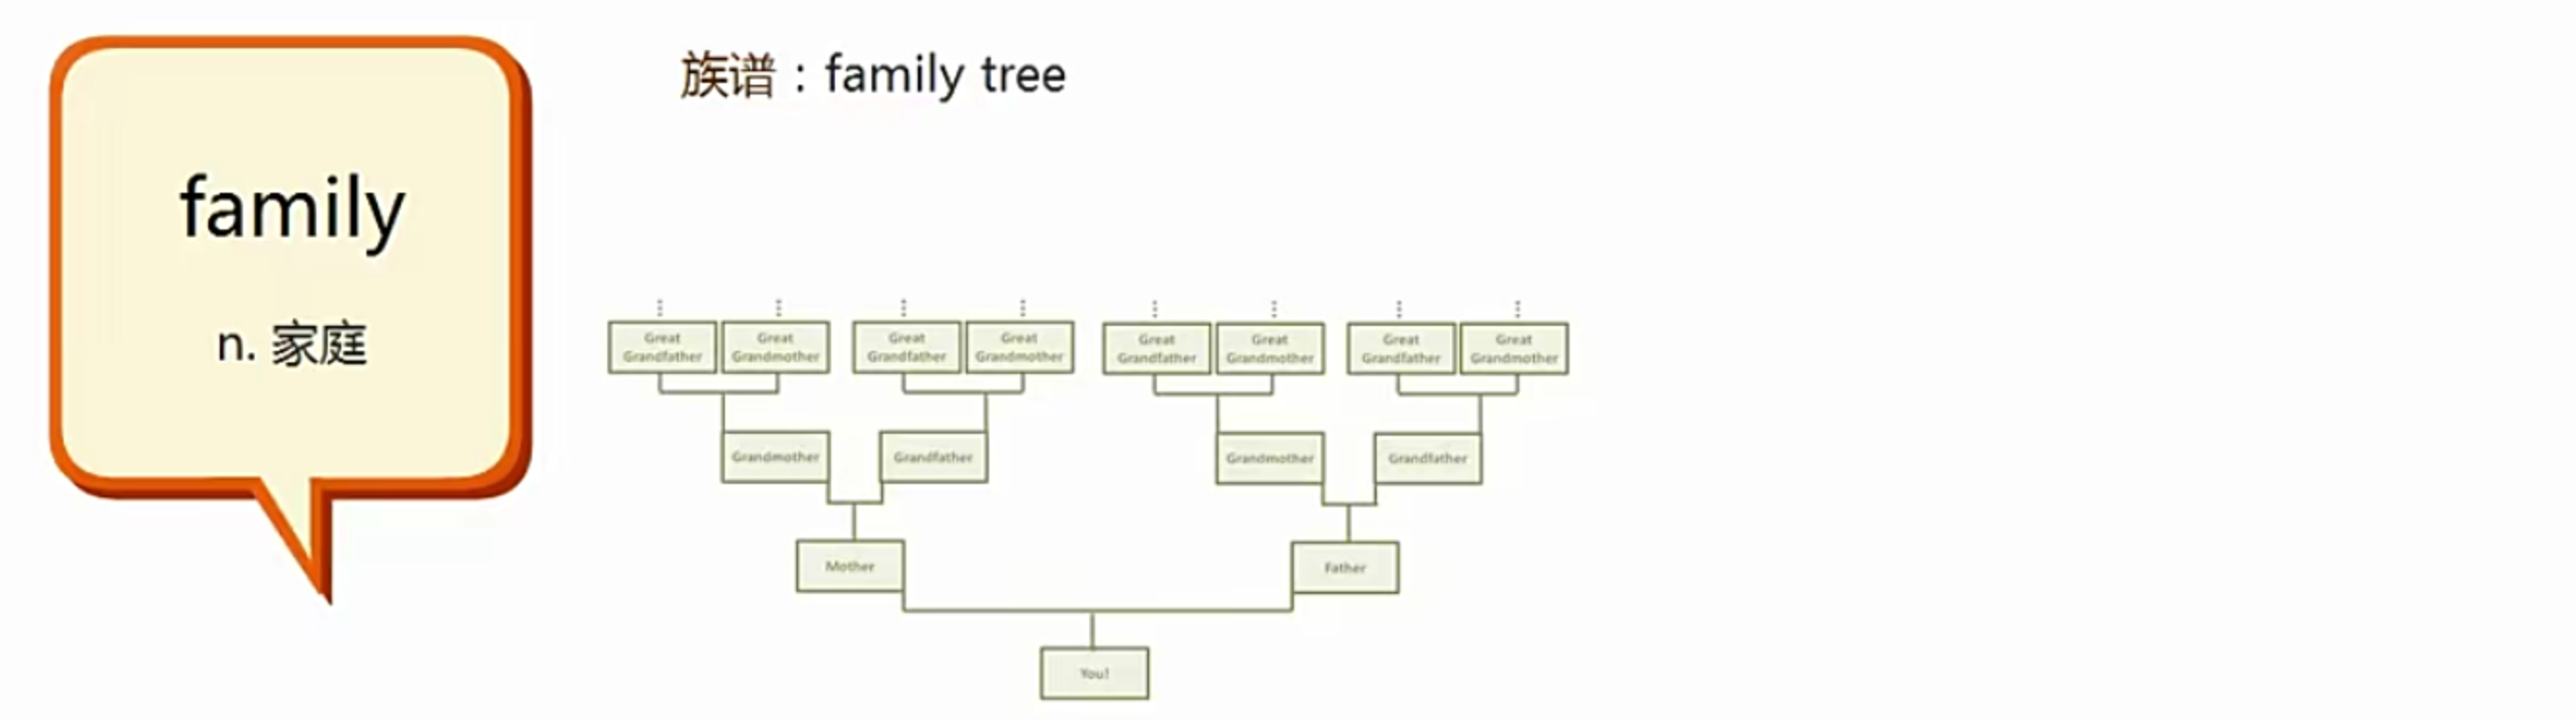 family
n. 家庭
族谱：family tree
Great Grandfather
Great Grandmother
Great Grandfather
Great Grandmother
Great Grandfather
Great Grandmother
Great Grandfather
Great Grandmother
Grandmother
Grandfather
Grandmother
Grandfather
Mother
Father
You!